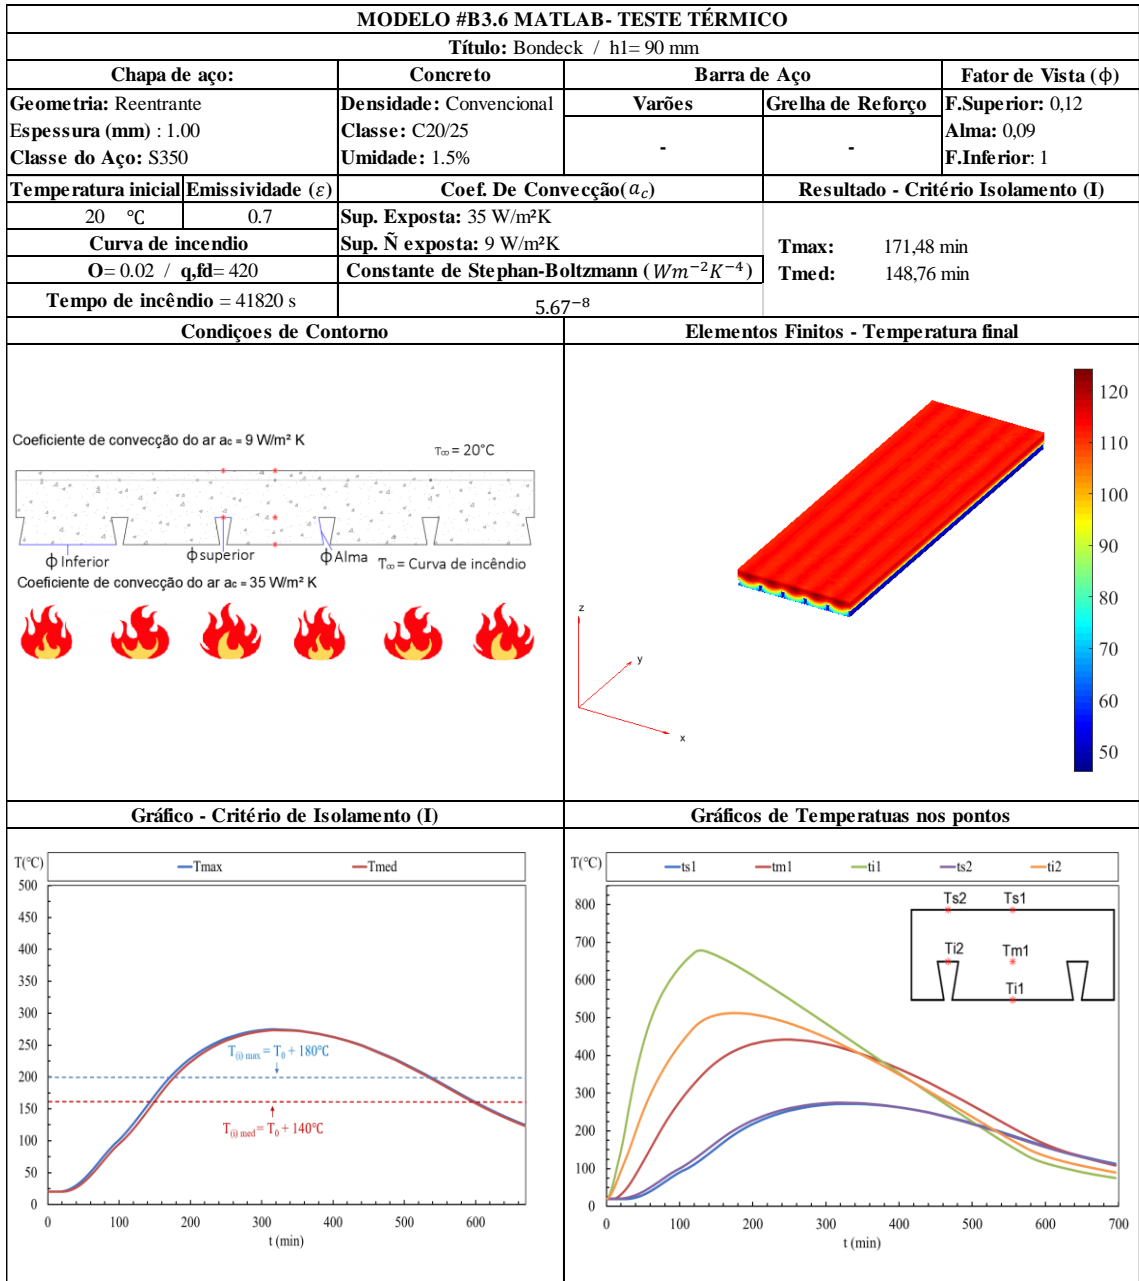 MODELO #B3.6 MATLAB- TESTE TÉRMICO
Título: Bondeck / h1= 90 mm
Chapa de aço:
Concreto
Barra de Aço
Fator de Vista (ϕ)
Geometria: Reentrante
Espessura (mm) : 1.00
Classe do Aço: S350
Densidade: Convencional
Classe: C20/25
Umidade: 1.5%
Varões
Grelha de Reforço
-
-
F.Superior: 0,12
Alma: 0,09
F.Inferior: 1
Temperatura inicial
Emissividade (ε)
Coef. De Convecção(a_c)
Resultado - Critério Isolamento (I)
20 °C
0.7
Sup. Exposta: 35 W/m²K
Sup. Ñ exposta: 9 W/m²K
Tmax: 171,48 min
Tmed: 148,76 min
Curva de incendio
O= 0.02 / q,fd= 420
Constante de Stephan-Boltzmann (Wm⁻²K⁻⁴)
Tempo de incêndio = 41820 s
5.67⁻⁸
Condiçoes de Contorno
Elementos Finitos - Temperatura final
Coeficiente de convecção do ar ac = 9 W/m² K
T∞ = 20°C
ϕ Inferior
ϕ superior
ϕ Alma
T∞ = Curva de incêndio
Coeficiente de convecção do ar ac = 35 W/m² K
120
110
100
90
80
70
60
50
z
y
x
Gráfico - Critério de Isolamento (I)
Gráficos de Temperatuas nos pontos
T(°C)
Tmax
Tmed
500
450
400
350
300
250
200
150
100
50
0
T(i) max = T0 + 180°C
T(i) med = T0 + 140°C
0 100 200 300 400 500 600
t (min)
T(°C)
ts1
tm1
ti1
ts2
ti2
800
700
600
500
400
300
200
100
0
Ts2
Ts1
Ti2
Tm1
Ti1
0 100 200 300 400 500 600 700
t (min)